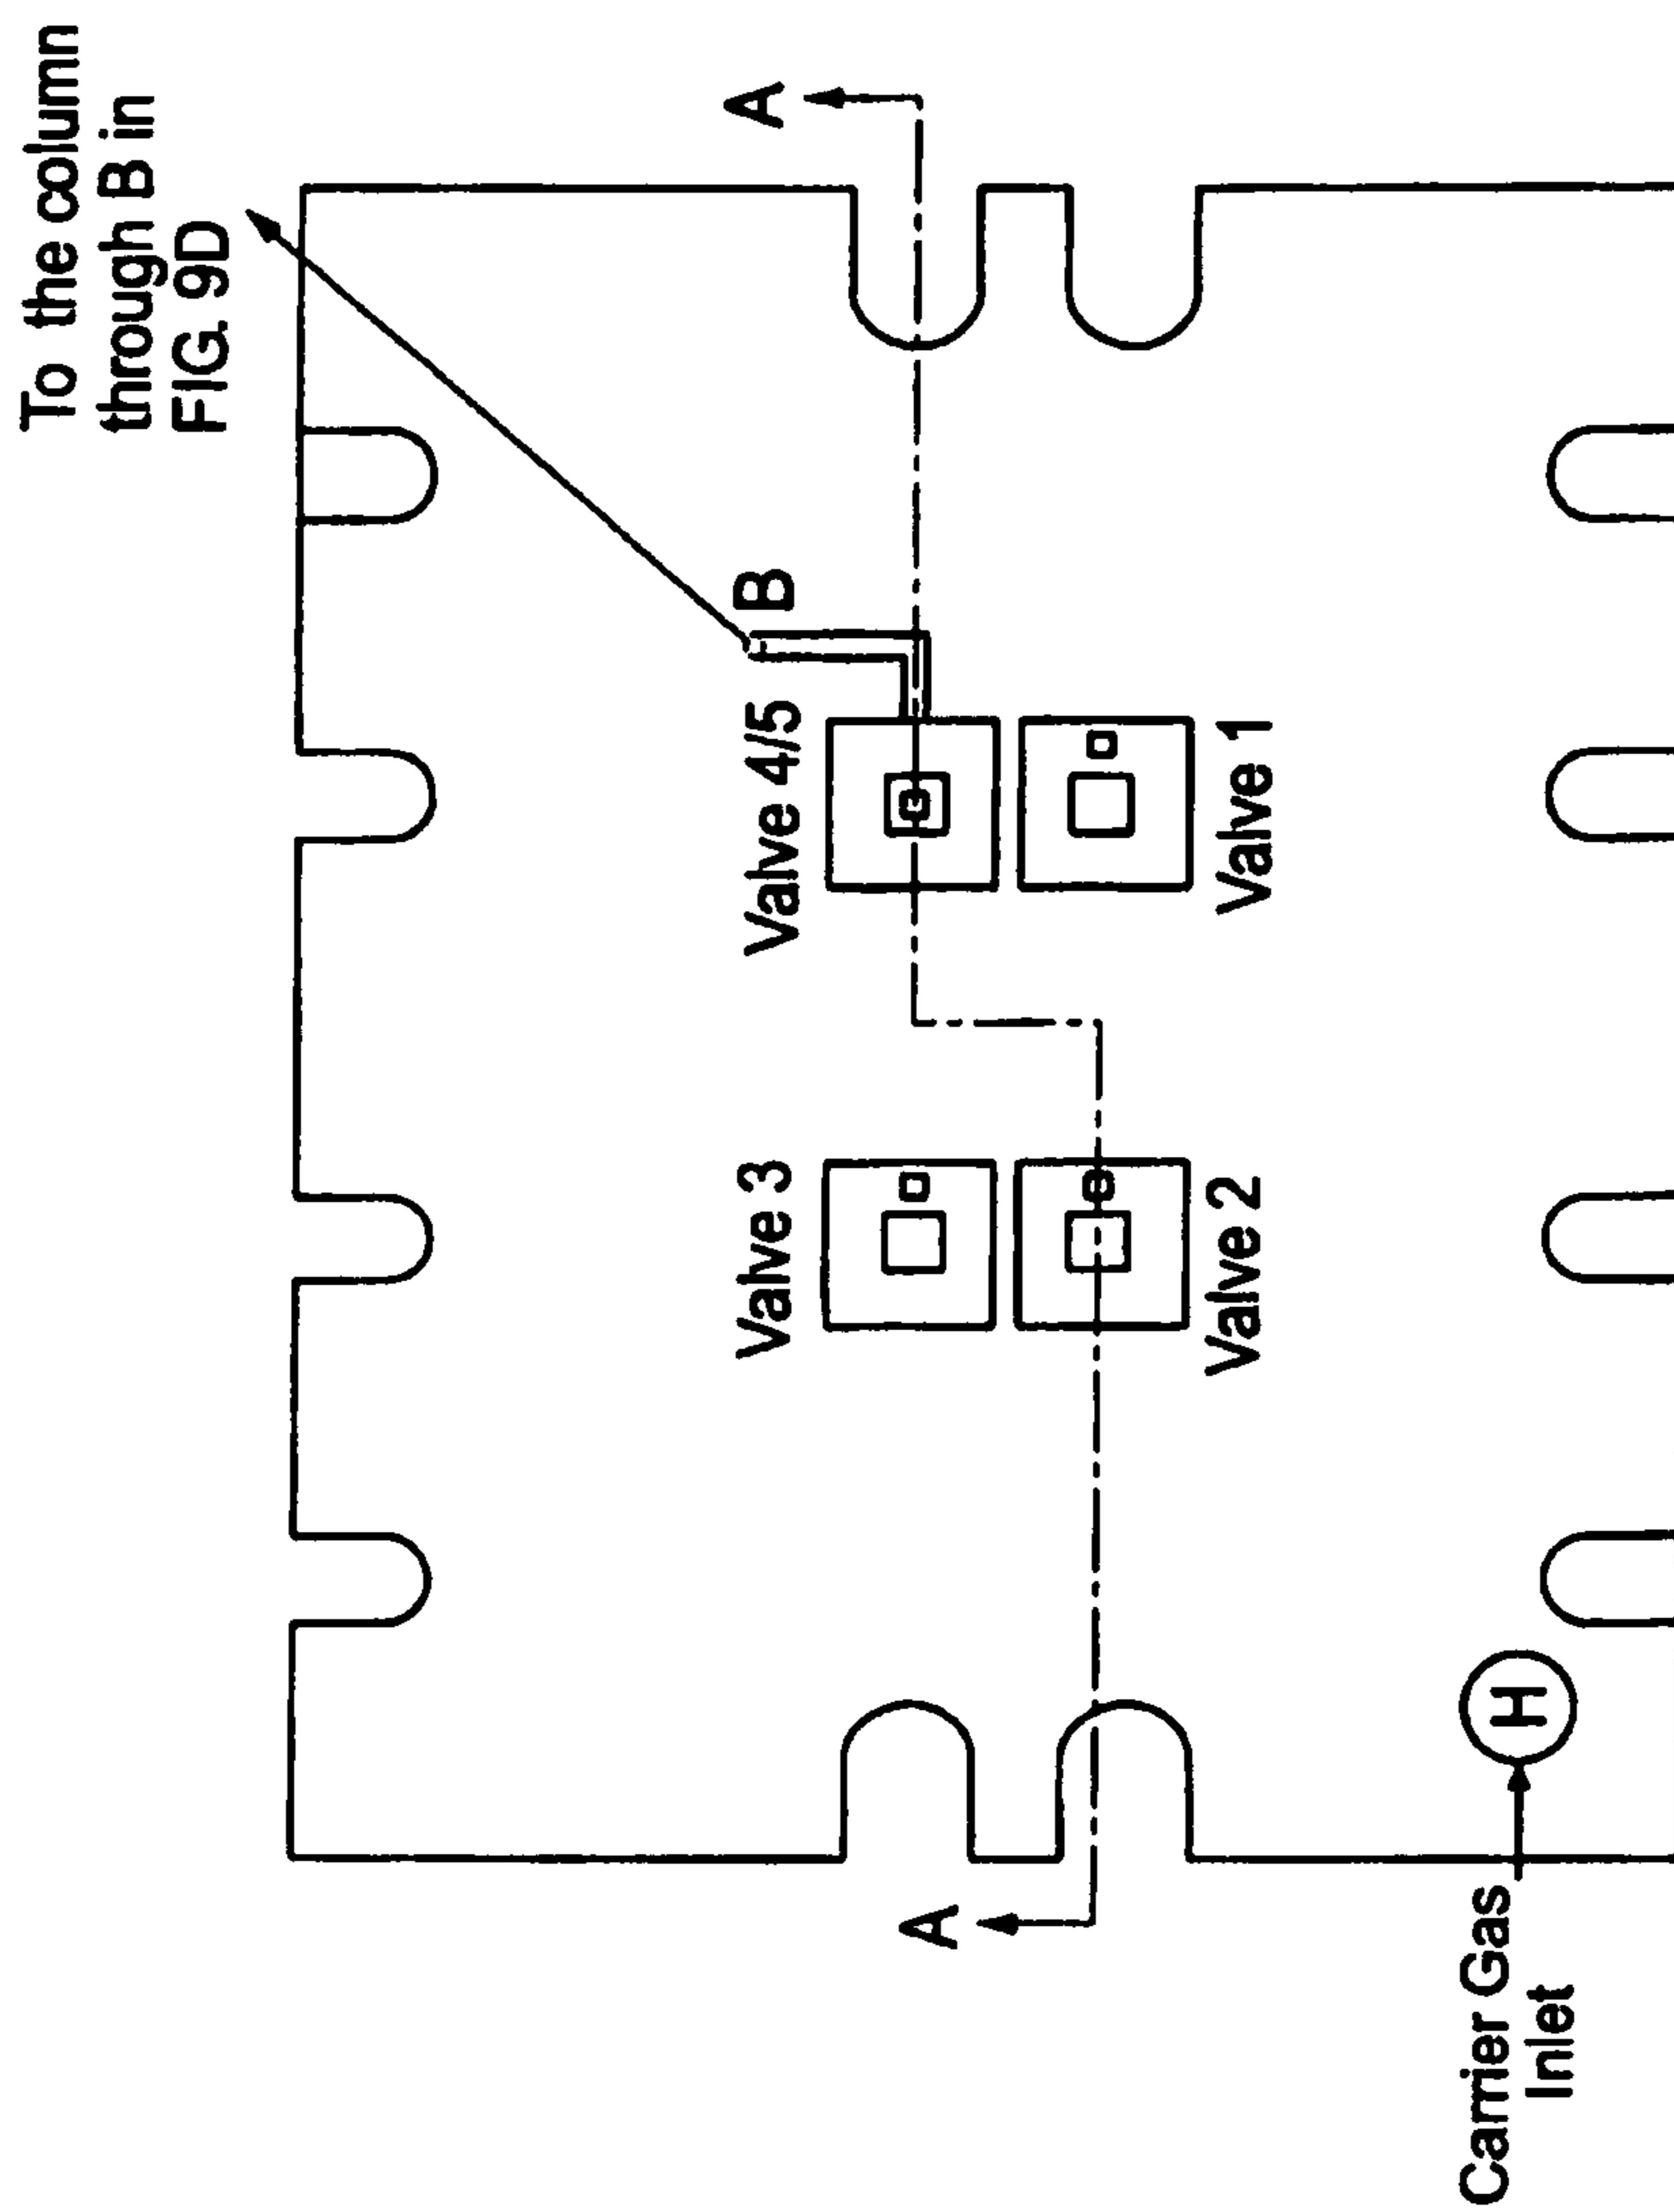 To the column
through B in
FIG. 9D
A
B
Valve 4/5
Valve 1
Valve 3
Valve 2
A
H
Carrier Gas
Inlet